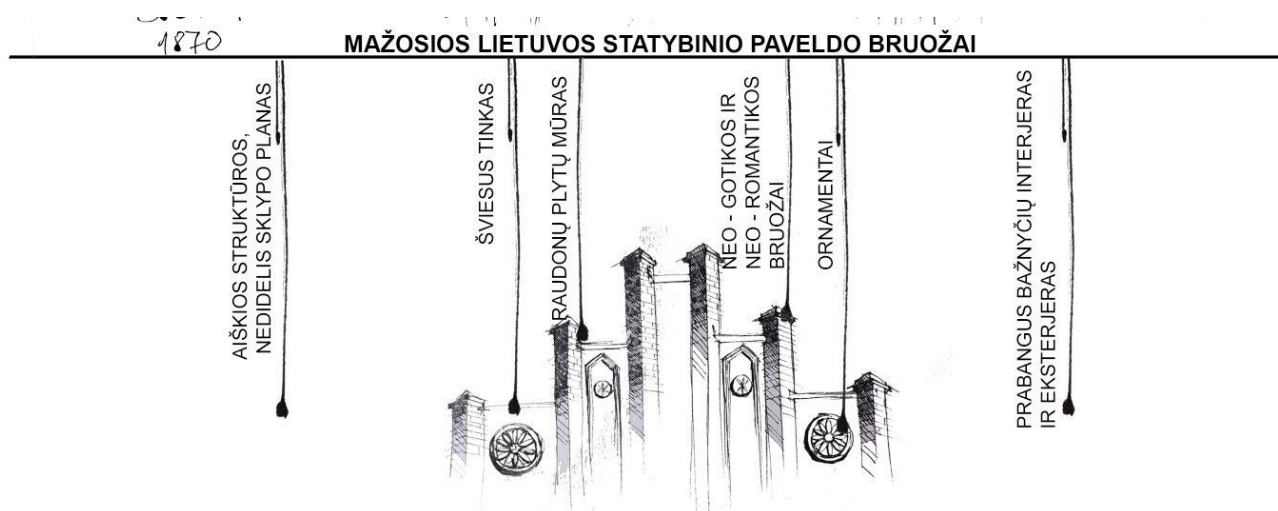 1870
MAŽOSIOS LIETUVOS STATYBINIO PAVELDO BRUOŽAI
AIŠKIOS STRUKTŪROS,
NEDIDELIS SKLYPO PLANAS
ŠVIESUS TINKAS
RAUDONŲ PLYTŲ MŪRAS
NEO - GOTIKOS IR
NEO - ROMANTIKOS
BRUOŽAI
ORNAMENTAI
PRABANGUS BAŽNYČIŲ INTERJERAS
IR EKSTERJERAS